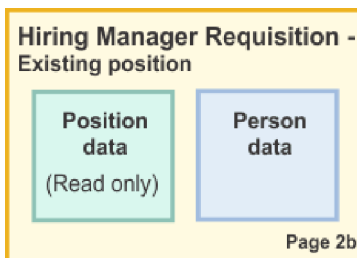 Hiring Manager Requisition -
Existing position
Position
data
(Read only)
Person
data
Page 2b